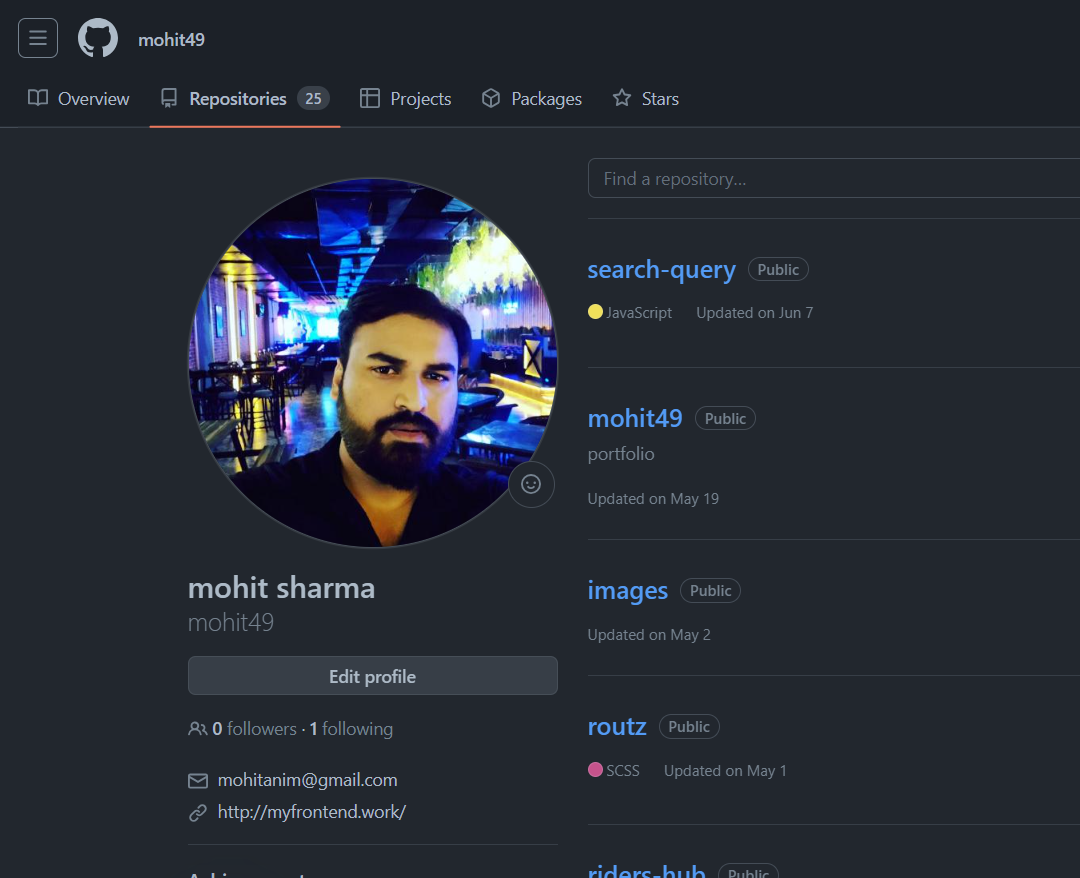 mohit49
Overview
Repositories 25
Projects
Packages
Stars
mohit sharma
mohit49
Edit profile
0 followers · 1 following
mohitanim@gmail.com
http://myfrontend.work/
Find a repository...
search-query Public
JavaScript Updated on Jun 7
mohit49 Public
portfolio
Updated on May 19
images Public
Updated on May 2
routz Public
SCSS Updated on May 1
riders-hub Public